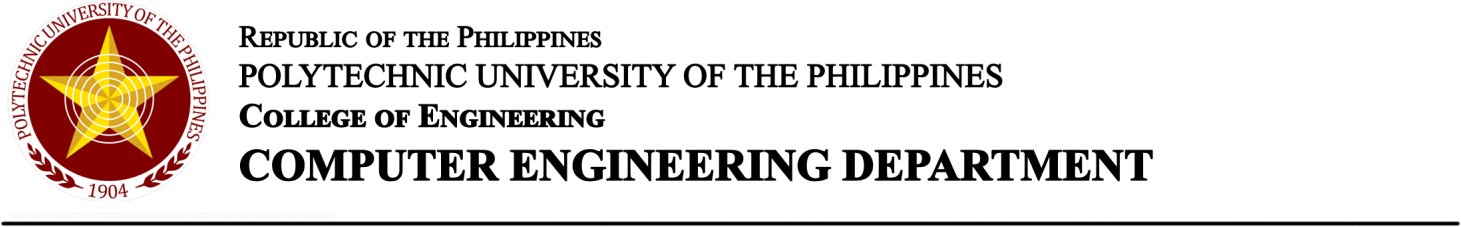 POLYTECHNIC UNIVERSITY OF THE PHILIPPINES
1904
REPUBLIC OF THE PHILIPPINES
POLYTECHNIC UNIVERSITY OF THE PHILIPPINES
COLLEGE OF ENGINEERING
COMPUTER ENGINEERING DEPARTMENT